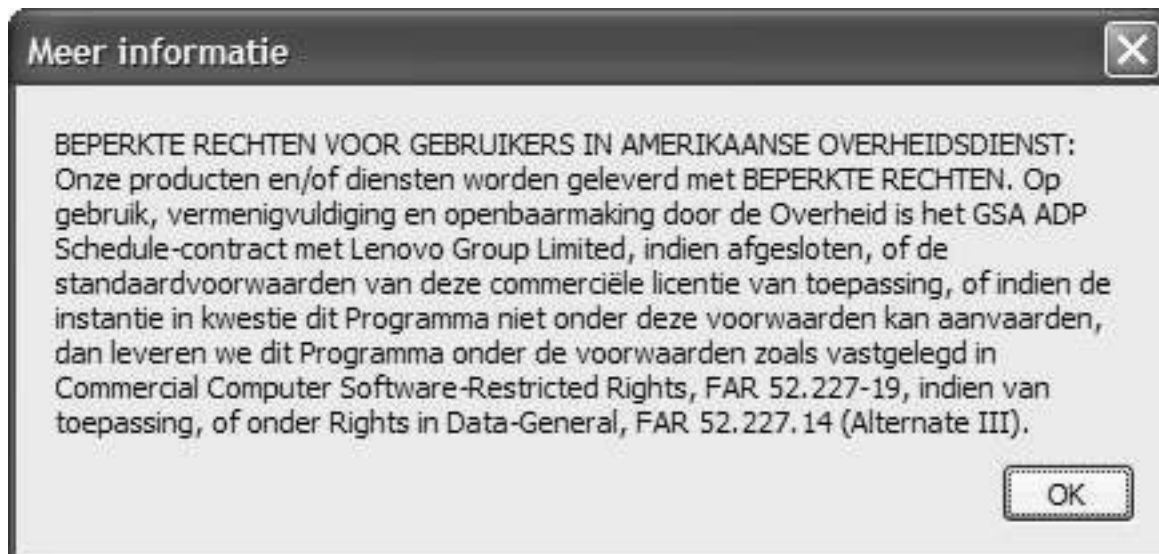 Meer informatie
BEPERKTE RECHTEN VOOR GEBRUIKERS IN AMERIKAANSE OVERHEIDSDIENST:
Onze producten en/of diensten worden geleverd met BEPERKTE RECHTEN. Op
gebruik, vermenigvuldiging en openbaarmaking door de Overheid is het GSA ADP
Schedule-contract met Lenovo Group Limited, indien afgesloten, of de
standaardvoorwaarden van deze commerciële licentie van toepassing, of indien de
instantie in kwestie dit Programma niet onder deze voorwaarden kan aanvaarden,
dan leveren we dit Programma onder de voorwaarden zoals vastgelegd in
Commercial Computer Software-Restricted Rights, FAR 52.227-19, indien van
toepassing, of onder Rights in Data-General, FAR 52.227.14 (Alternate III).
OK